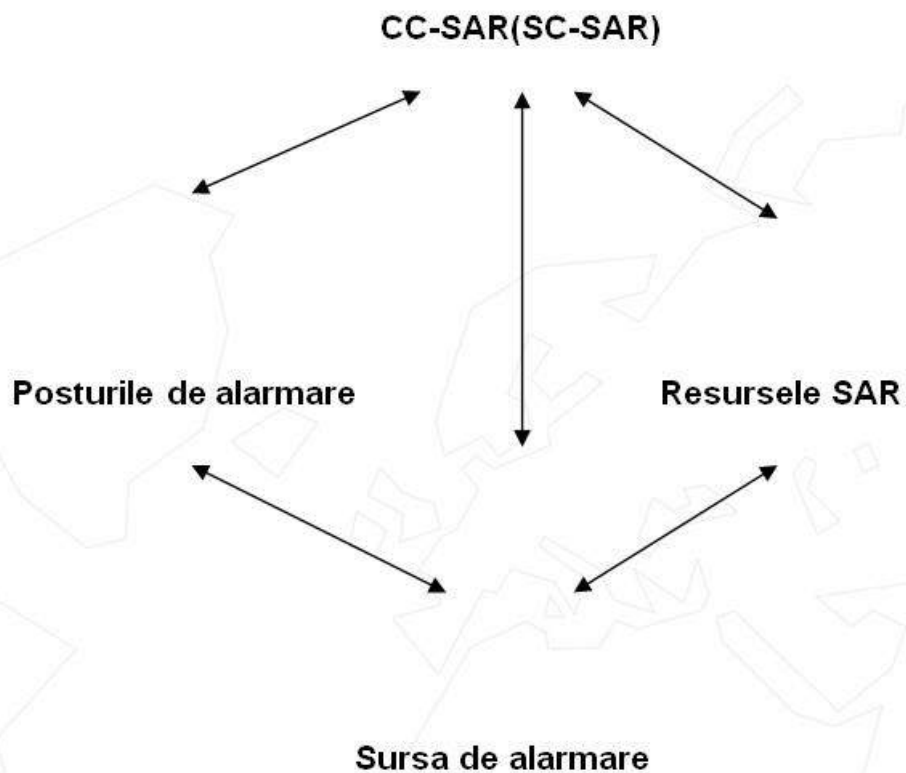 CC-SAR(SC-SAR)
Posturile de alarmare
Resursele SAR
Sursa de alarmare